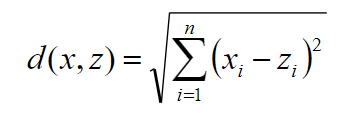 d(x, z) = √(∑_{i=1}^{n} (x_i − z_i)^2)